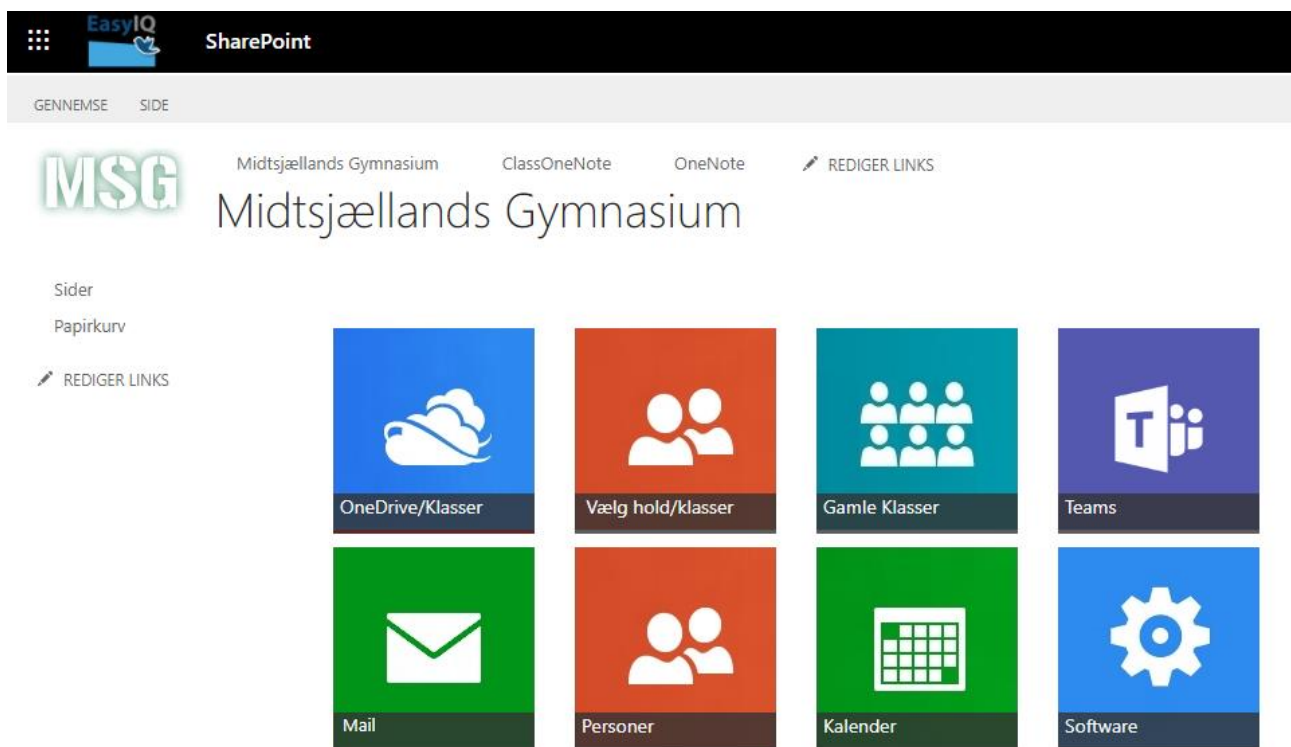 EasyIQ
SharePoint
GENNEMSE SIDE
MSG
Midtsjællands Gymnasium ClassOneNote OneNote REDIGER LINKS
Midtsjællands Gymnasium
Sider
Papirkurv
REDIGER LINKS
OneDrive/Klasser Vælg hold/klasser Gamle Klasser Teams
T
Mail Personer Kalender Software